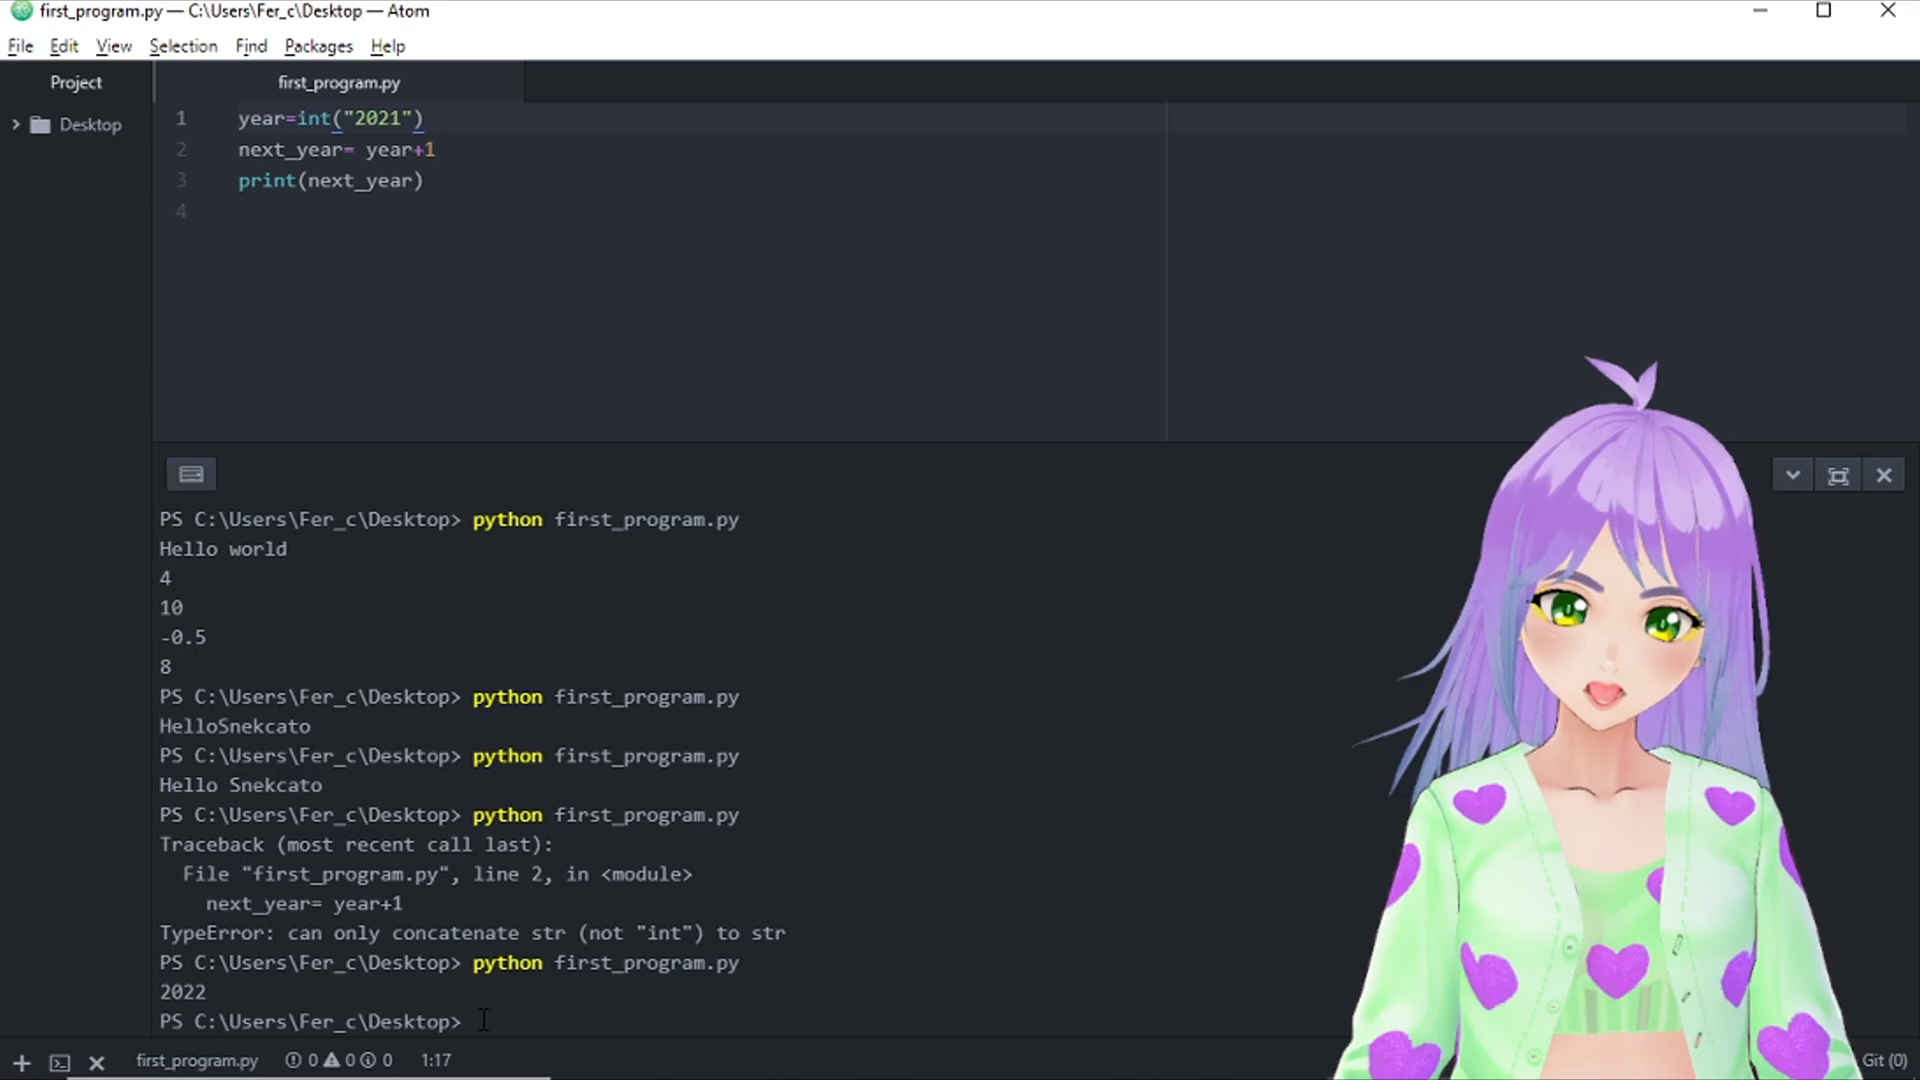 first_program.py — C:\Users\Fer_c\Desktop — Atom
File Edit View Selection Find Packages Help
Project
first_program.py
Desktop
1 year=int("2021")
2 next_year= year+1
3 print(next_year)
4
PS C:\Users\Fer_c\Desktop> python first_program.py
Hello world
4
10
-0.5
8
PS C:\Users\Fer_c\Desktop> python first_program.py
HelloSnekcato
PS C:\Users\Fer_c\Desktop> python first_program.py
Hello Snekcato
PS C:\Users\Fer_c\Desktop> python first_program.py
Traceback (most recent call last):
File "first_program.py", line 2, in <module>
next_year= year+1
TypeError: can only concatenate str (not "int") to str
PS C:\Users\Fer_c\Desktop> python first_program.py
2022
PS C:\Users\Fer_c\Desktop>
first_program.py 0 0 0 1:17 Git (0)